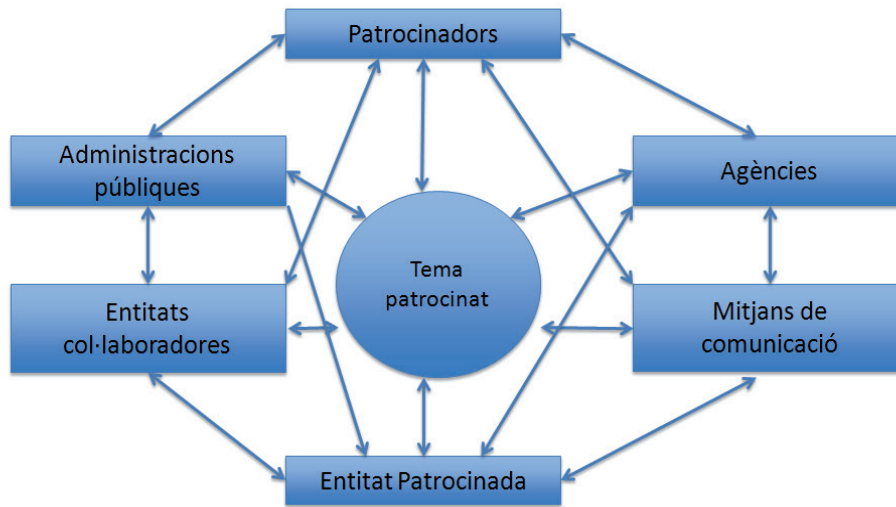 Patrocinadors
Administracions
públiques
Agències
Tema
patrocinat
Entitats
col·laboradores
Mitjans de
comunicació
Entitat Patrocinada